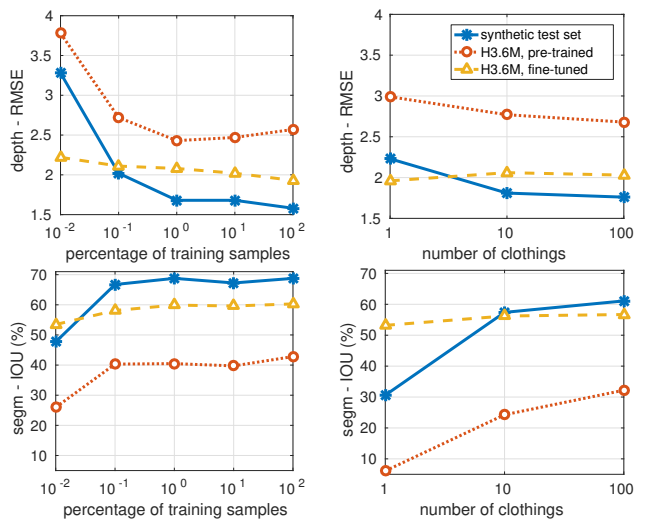 4
3.5
3
2.5
2
1.5
depth - RMSE
10^-2 10^-1 10^0 10^1 10^2
percentage of training samples
4
3.5
3
2.5
2
1.5
depth - RMSE
synthetic test set
H3.6M, pre-trained
H3.6M, fine-tuned
1 10 100
number of clothings
70
60
50
40
30
20
10
segm - IOU (%)
10^-2 10^-1 10^0 10^1 10^2
percentage of training samples
70
60
50
40
30
20
10
segm - IOU (%)
1 10 100
number of clothings